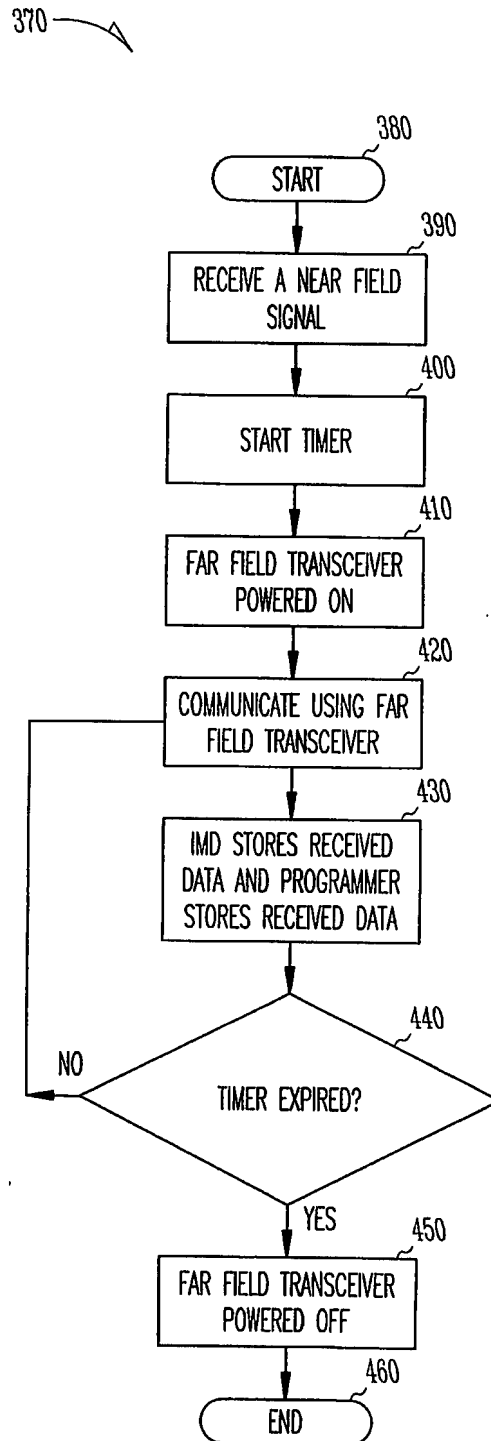 370
380
START
390
RECEIVE A NEAR FIELD
SIGNAL
400
START TIMER
410
FAR FIELD TRANSCEIVER
POWERED ON
420
COMMUNICATE USING FAR
FIELD TRANSCEIVER
430
IMD STORES RECEIVED
DATA AND PROGRAMMER
STORES RECEIVED DATA
440
NO
TIMER EXPIRED?
YES
450
FAR FIELD TRANSCEIVER
POWERED OFF
460
END